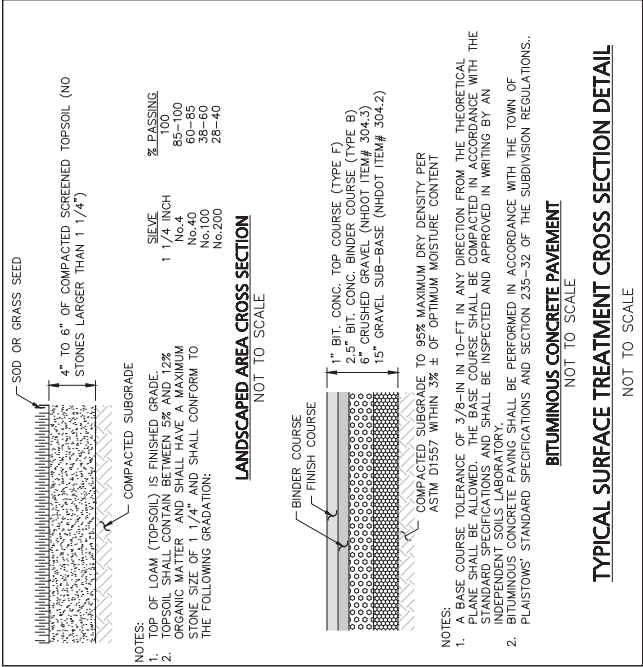 SOD OR GRASS SEED
4" TO 6" OF COMPACTED SCREENED TOPSOIL (NO
STONES LARGER THAN 1 1/4")
COMPACTED SUBGRADE
NOTES:
1. TOP OF LOAM (TOPSOIL) IS FINISHED GRADE.
2. TOPSOIL SHALL CONTAIN BETWEEN 5% AND 12%
ORGANIC MATTER AND SHALL HAVE A MAXIMUM
STONE SIZE OF 1 1/4" AND SHALL CONFORM TO
THE FOLLOWING GRADATION:
SIEVE % PASSING
1 1/4 INCH 100
No.4 85-100
No.40 60-85
No.100 38-60
No.200 28-40
LANDSCAPED AREA CROSS SECTION
NOT TO SCALE
BINDER COURSE
FINISH COURSE
1" BIT. CONC. TOP COURSE (TYPE F)
2.5" BIT. CONC. BINDER COURSE (TYPE B)
6" CRUSHED GRAVEL (NHDOT ITEM# 304.3)
15" GRAVEL SUB-BASE (NHDOT ITEM# 304.2)
COMPACTED SUBGRADE TO 95% MAXIMUM DRY DENSITY PER
ASTM D1557 WITHIN 3% ± OF OPTIMUM MOISTURE CONTENT
NOTES:
1. A BASE COURSE TOLERANCE OF 3/8-IN IN 10-FT IN ANY DIRECTION FROM THE THEORETICAL
PLANE SHALL BE ALLOWED. THE BASE COURSE SHALL BE COMPACTED IN ACCORDANCE WITH THE
STANDARD SPECIFICATIONS AND SHALL BE INSPECTED AND APPROVED IN WRITING BY AN
INDEPENDENT SOILS LABORATORY.
2. BITUMINOUS CONCRETE PAVING SHALL BE PERFORMED IN ACCORDANCE WITH THE TOWN OF
PLAISTOWS' STANDARD SPECIFICATIONS AND SECTION 235-32 OF THE SUBDIVISION REGULATIONS..
BITUMINOUS CONCRETE PAVEMENT
NOT TO SCALE
TYPICAL SURFACE TREATMENT CROSS SECTION DETAIL
NOT TO SCALE